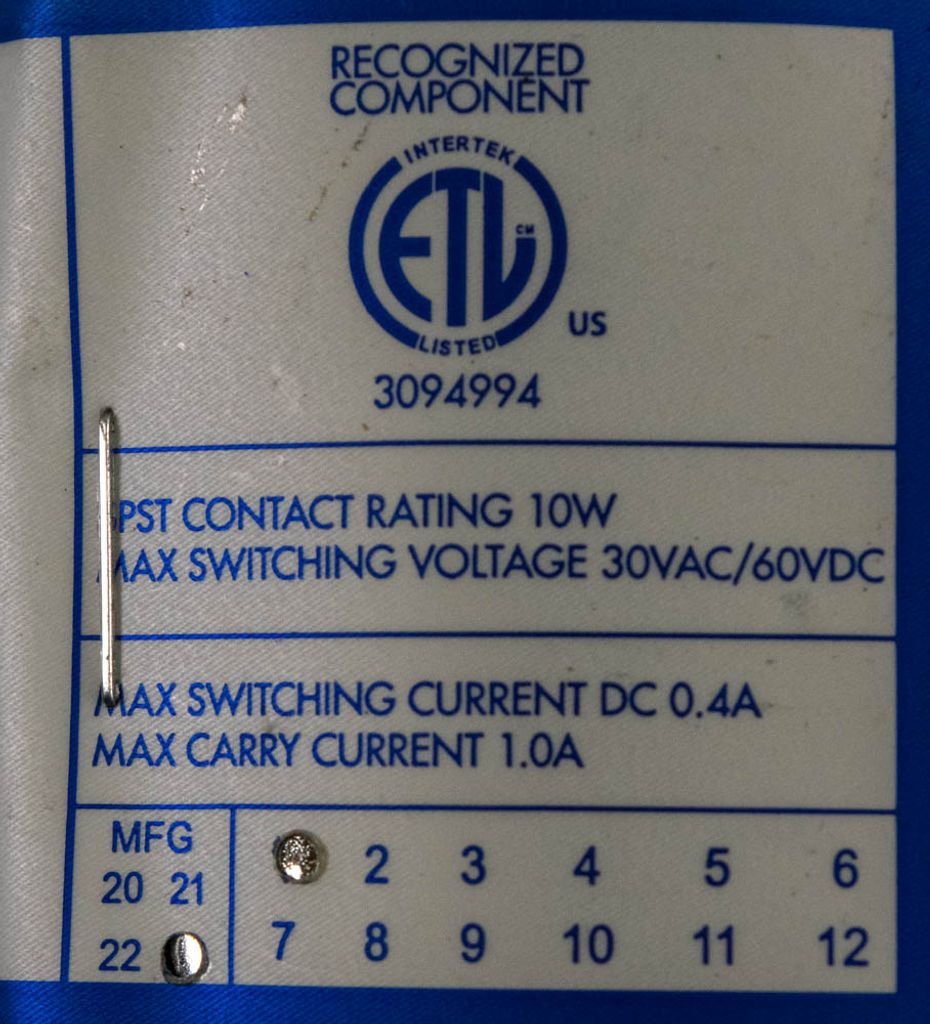 RECOGNIZED
COMPONENT
INTERTEK
ETL CM
LISTED
US
3094994
CONTACT RATING 10W
MAX SWITCHING VOLTAGE 30VAC/60VDC
MAX SWITCHING CURRENT DC 0.4A
MAX CARRY CURRENT 1.0A
MFG
20 21
22
2 3 4 5 6
7 8 9 10 11 12